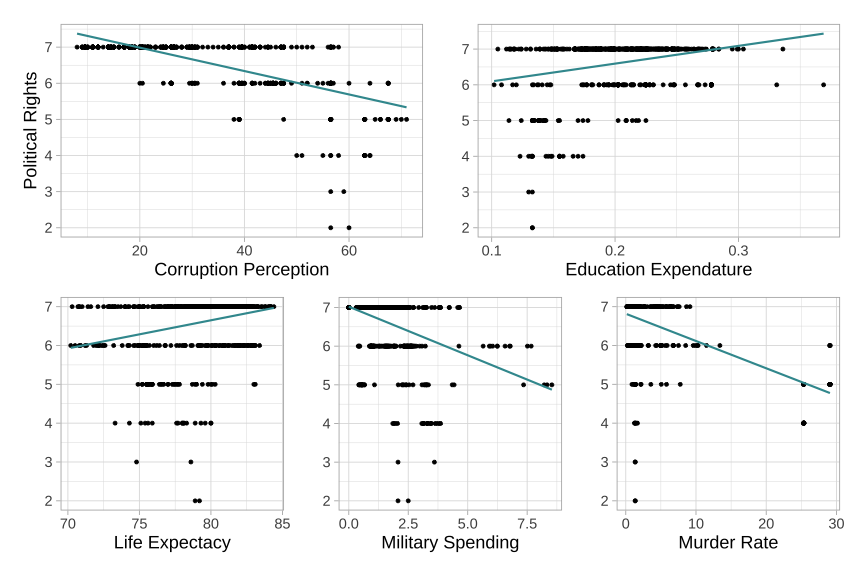 Political Rights
7
6
5
4
3
2
20 40 60
Corruption Perception
7
6
5
4
3
2
0.1 0.2 0.3
Education Expendature
7
6
5
4
3
2
70 75 80 85
Life Expectacy
7
6
5
4
3
2
0.0 2.5 5.0 7.5
Military Spending
7
6
5
4
3
2
0 10 20 30
Murder Rate